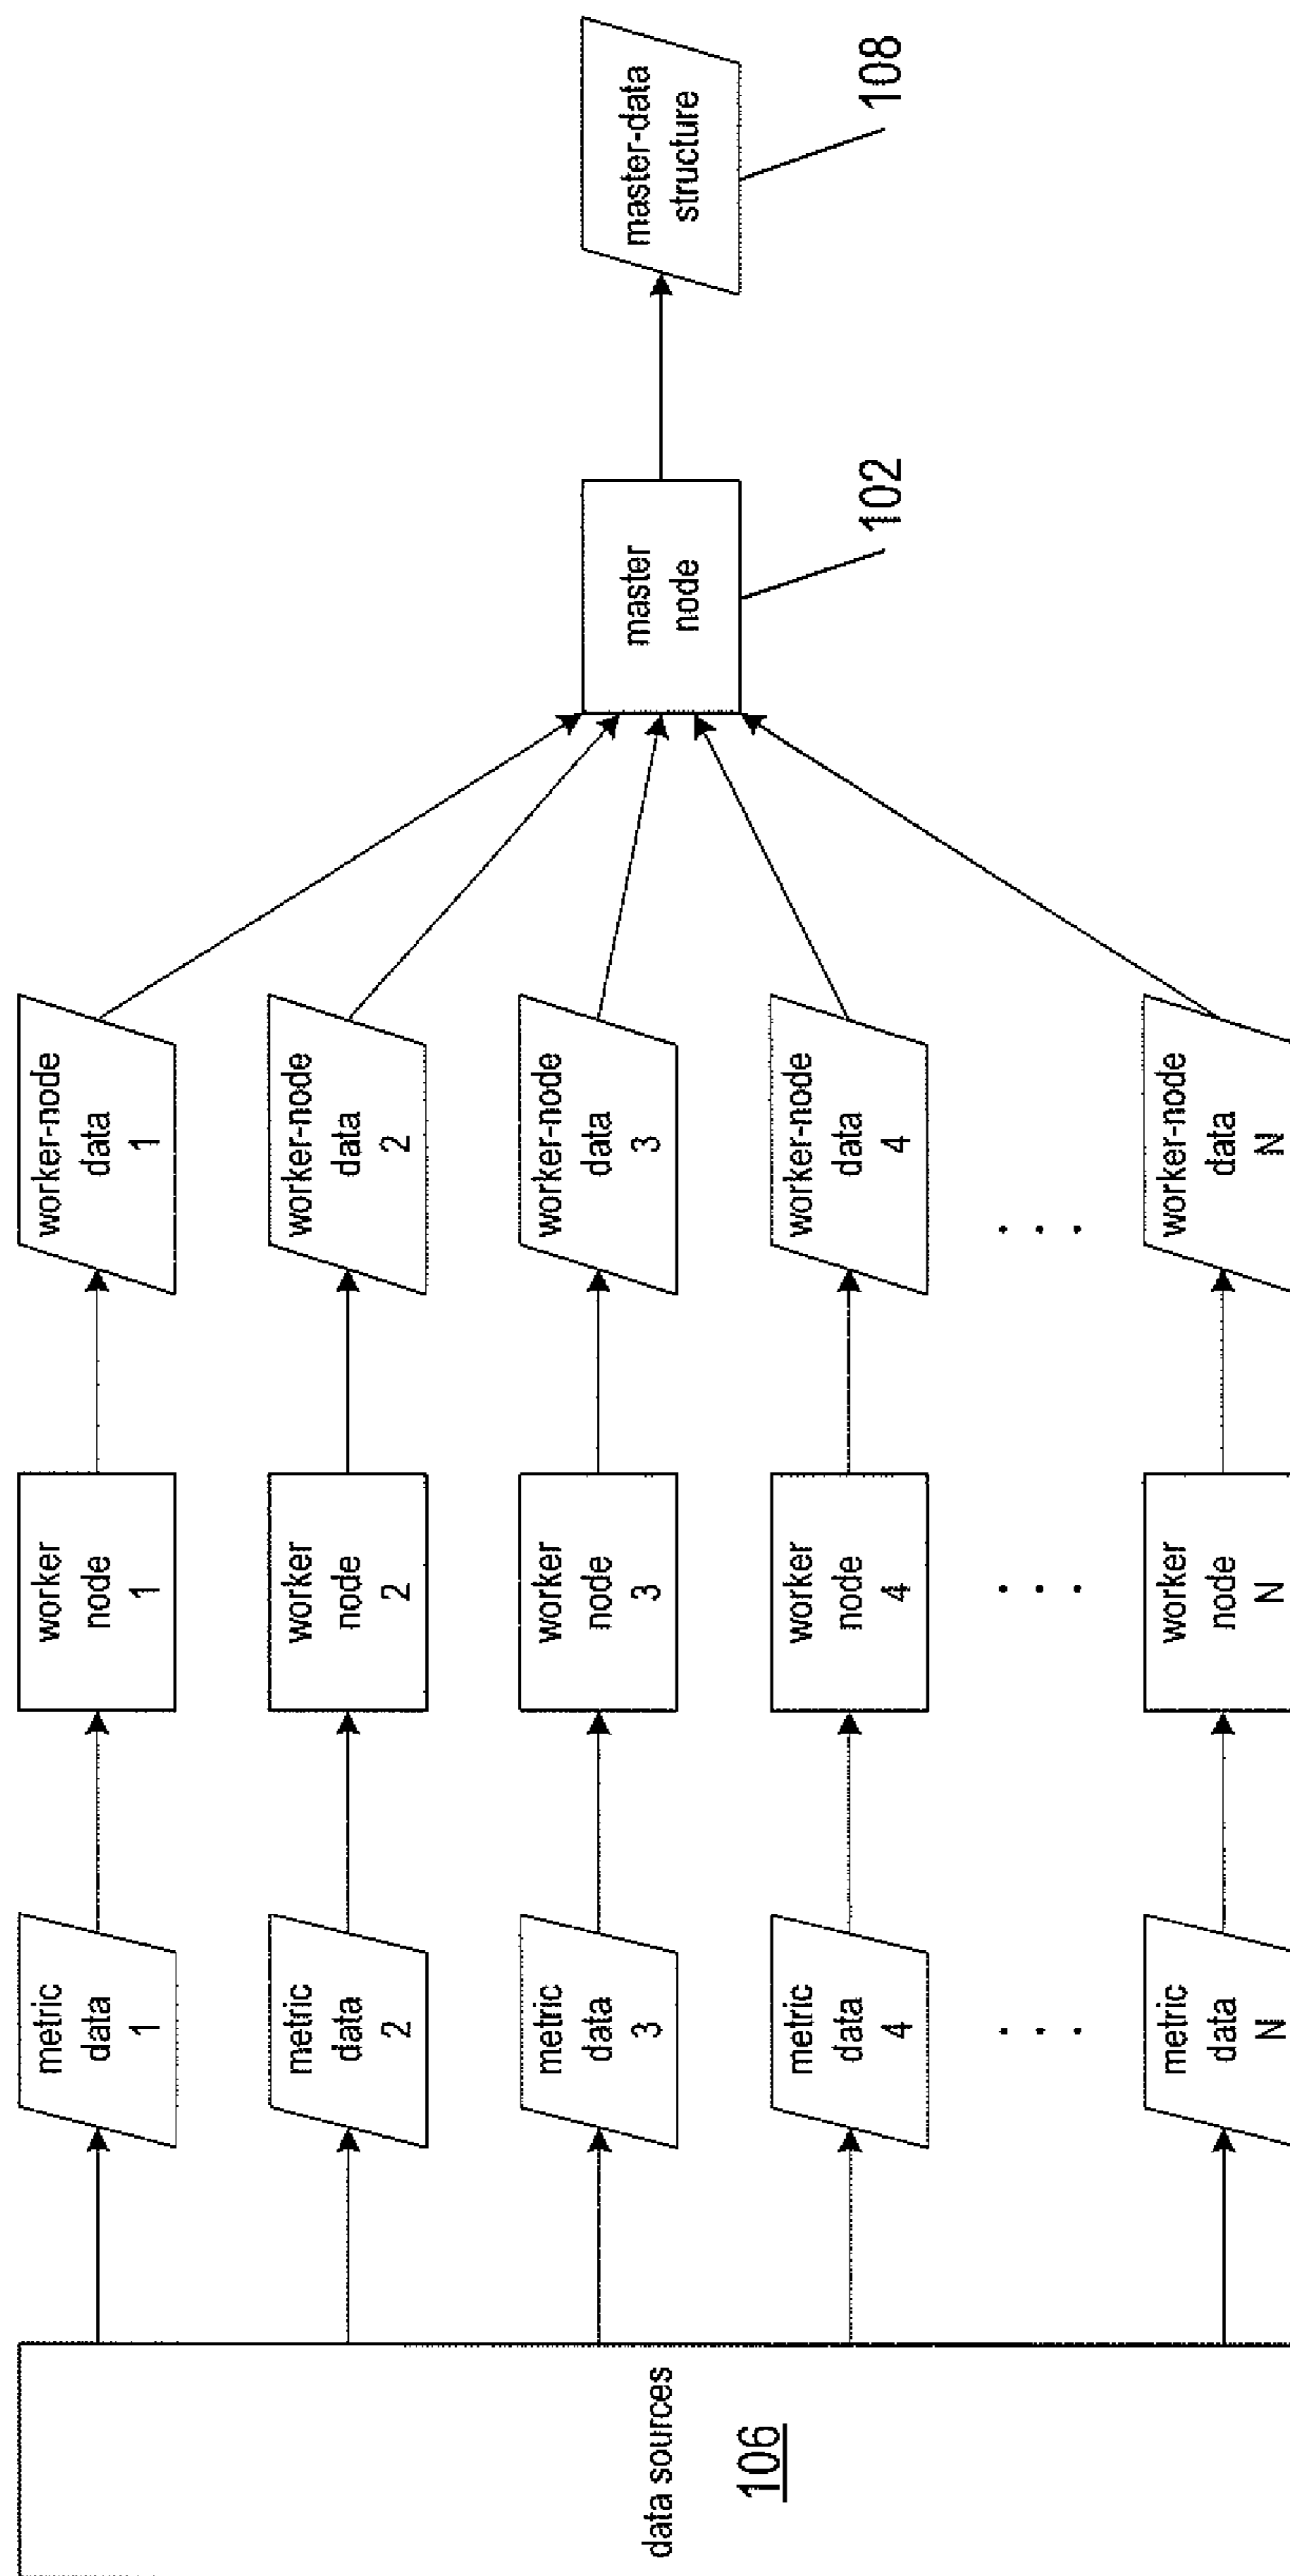 data sources
106
metric
data
1
worker
node
1
worker-node
data
1
metric
data
2
worker
node
2
worker-node
data
2
metric
data
3
worker
node
3
worker-node
data
3
metric
data
4
worker
node
4
worker-node
data
4
. . .
. . .
. . .
metric
data
N
worker
node
N
worker-node
data
N
master
node
102
master-data
structure
108